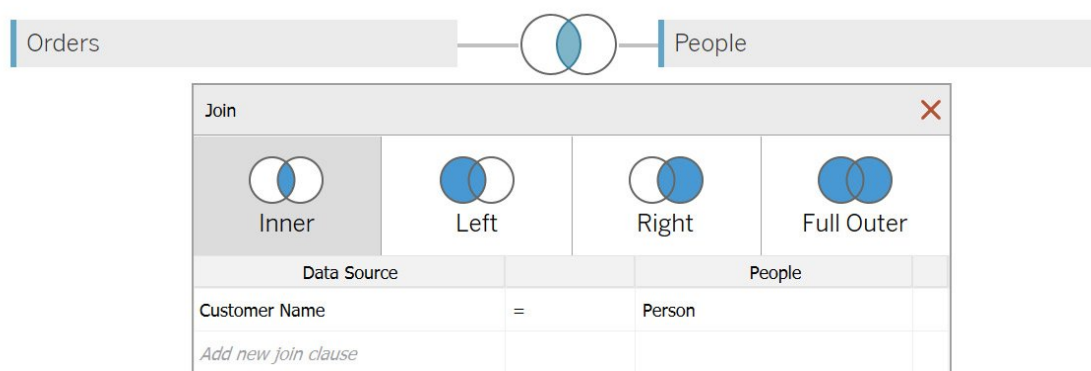 Orders People
Join
Inner Left Right Full Outer
Data Source People
Customer Name = Person
Add new join clause